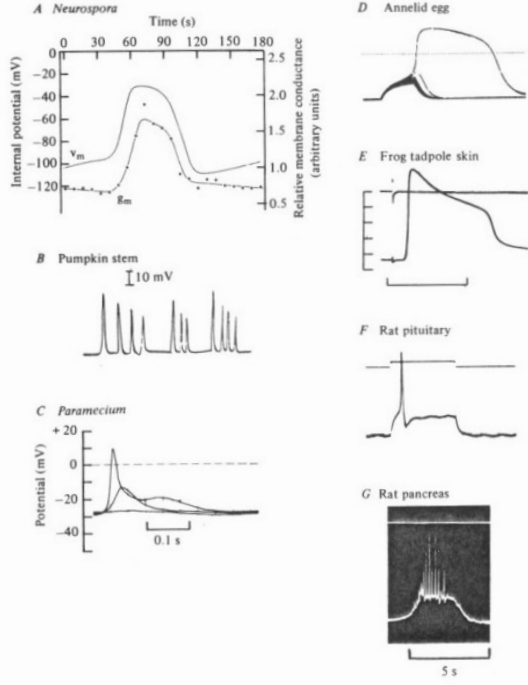 A Neurospora
Time (s)
0 30 60 90 120 150 180
0
−20
−40
−60
−80
−100
−120
Internal potential (mV)
2.5
2.0
1.5
1.0
0.5
Relative membrane conductance
(arbitrary units)
vm
gm
B Pumpkin stem
10 mV
C Paramecium
+ 20
0
−20
−40
Potential (mV)
0.1 s
D Annelid egg
E Frog tadpole skin
F Rat pituitary
G Rat pancreas
5 s